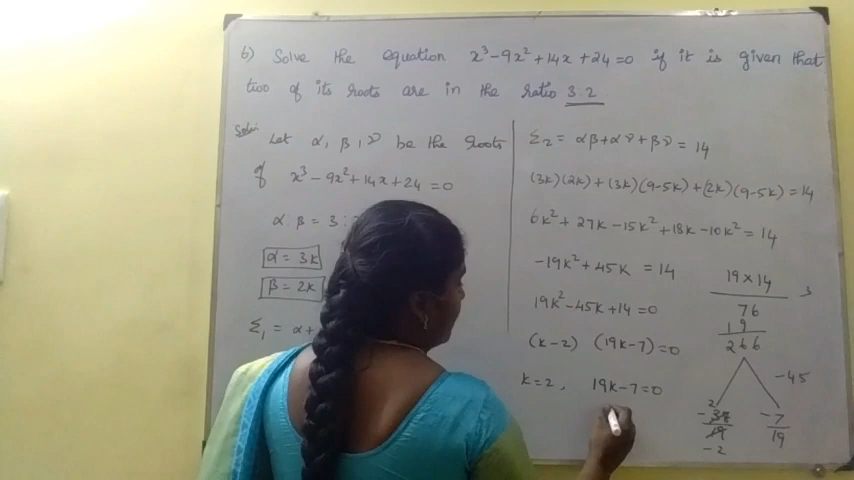 6) Solve the equation x³-9x²+14x+24=0 if it is given that
two of its roots are in the ratio 3:2
Soln:
Let α, β, γ be the roots
of x³-9x²+14x+24=0
α β = 3:
α = 3k
β = 2k
Σ₁ = α+
Σ₂ = αβ+αγ+βγ = 14
(3k)(2k)+(3k)(9-5k)+(2k)(9-5k)=14
6k²+27k-15k²+18k-10k²=14
-19k²+45k = 14
19k²-45k+14=0
(k-2) (19k-7)=0
k=2, 19k-7=0
19×14
76
19
266
-45
2
-38 -7
19 19
-2